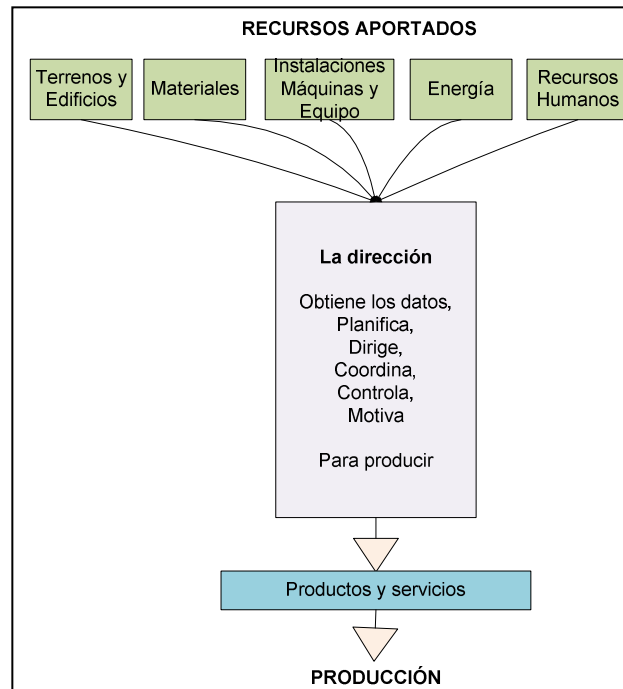 RECURSOS APORTADOS
Terrenos y
Edificios
Materiales
Instalaciones
Máquinas y
Equipo
Energía
Recursos
Humanos
La dirección
Obtiene los datos,
Planifica,
Dirige,
Coordina,
Controla,
Motiva
Para producir
Productos y servicios
PRODUCCIÓN